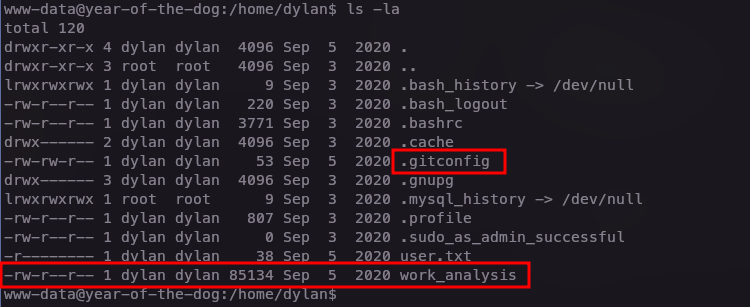 www-data@year-of-the-dog:/home/dylan$ ls -la
total 120
drwxr-xr-x 4 dylan dylan  4096 Sep  5  2020 .
drwxr-xr-x 3 root  root   4096 Sep  3  2020 ..
lrwxrwxrwx 1 dylan dylan     9 Sep  3  2020 .bash_history -> /dev/null
-rw-r--r-- 1 dylan dylan   220 Sep  3  2020 .bash_logout
-rw-r--r-- 1 dylan dylan  3771 Sep  3  2020 .bashrc
drwx------ 2 dylan dylan  4096 Sep  3  2020 .cache
-rw-rw-r-- 1 dylan dylan    53 Sep  5  2020 .gitconfig
drwx------ 3 dylan dylan  4096 Sep  3  2020 .gnupg
lrwxrwxrwx 1 root  root      9 Sep  3  2020 .mysql_history -> /dev/null
-rw-r--r-- 1 dylan dylan   807 Sep  3  2020 .profile
-rw-r--r-- 1 dylan dylan     0 Sep  3  2020 .sudo_as_admin_successful
-r-------- 1 dylan dylan    38 Sep  5  2020 user.txt
-rw-r--r-- 1 dylan dylan 85134 Sep  5  2020 work_analysis
www-data@year-of-the-dog:/home/dylan$